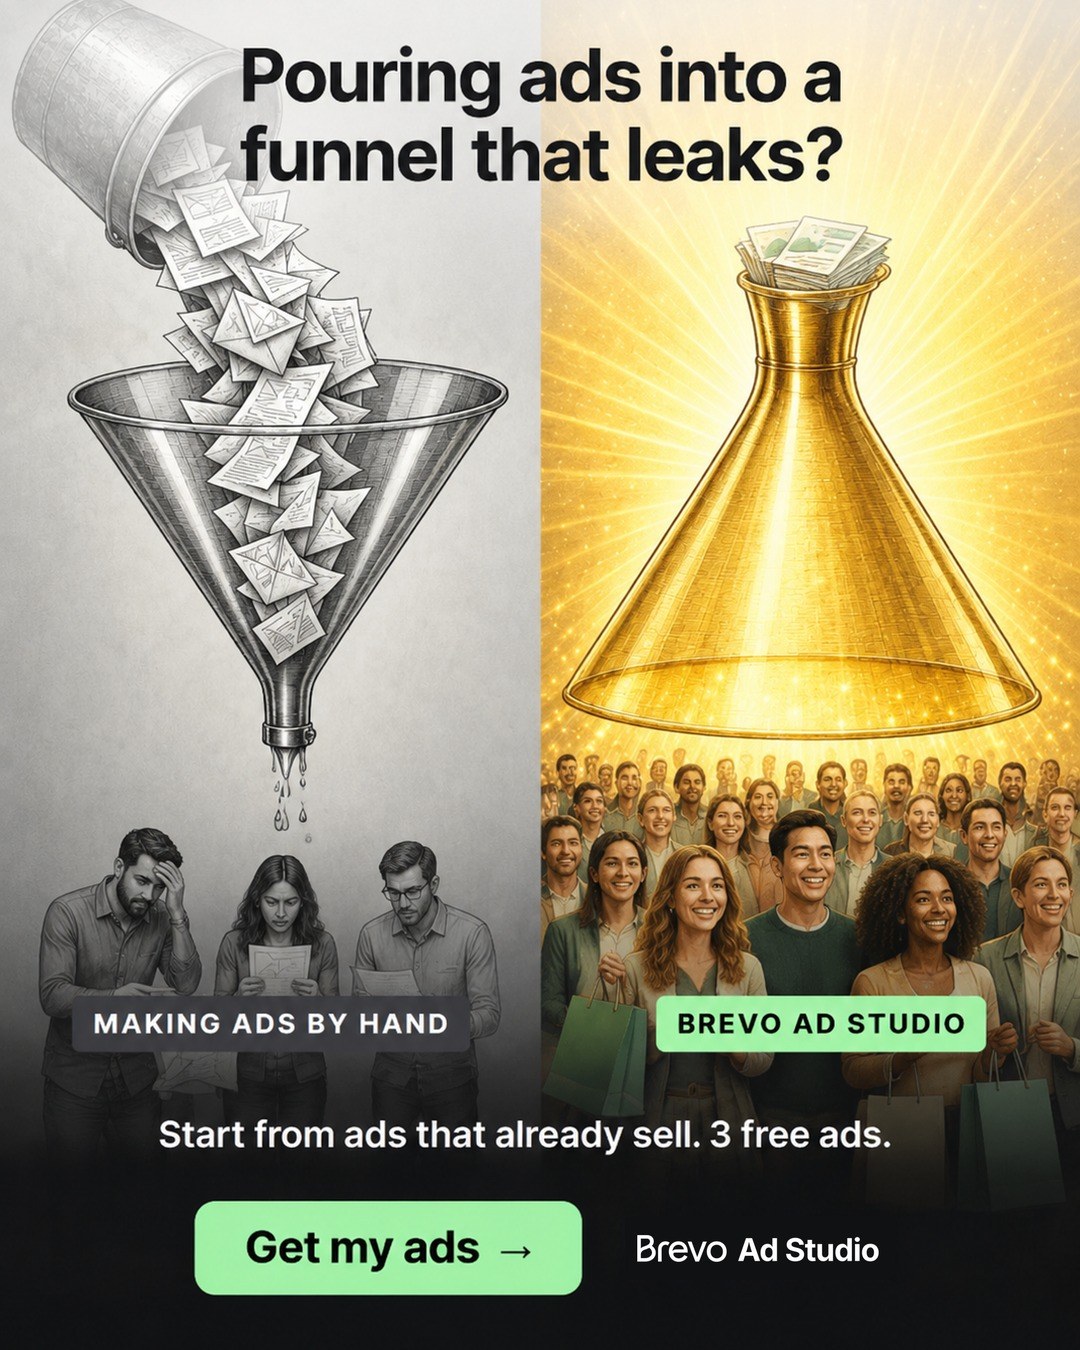 Pouring ads into a
funnel that leaks?
MAKING ADS BY HAND
BREVO AD STUDIO
Start from ads that already sell. 3 free ads.
Get my ads →
Brevo Ad Studio